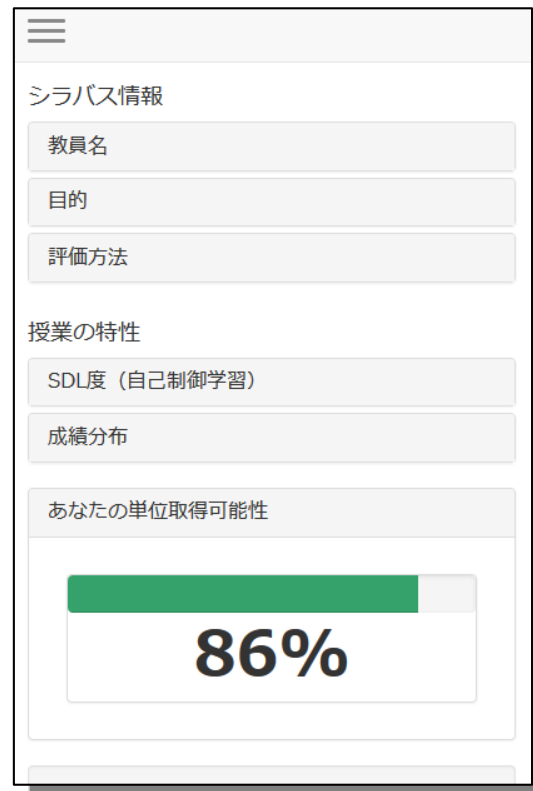 シラバス情報
教員名
目的
評価方法
授業の特性
SDL度（自己制御学習）
成績分布
あなたの単位取得可能性
86%